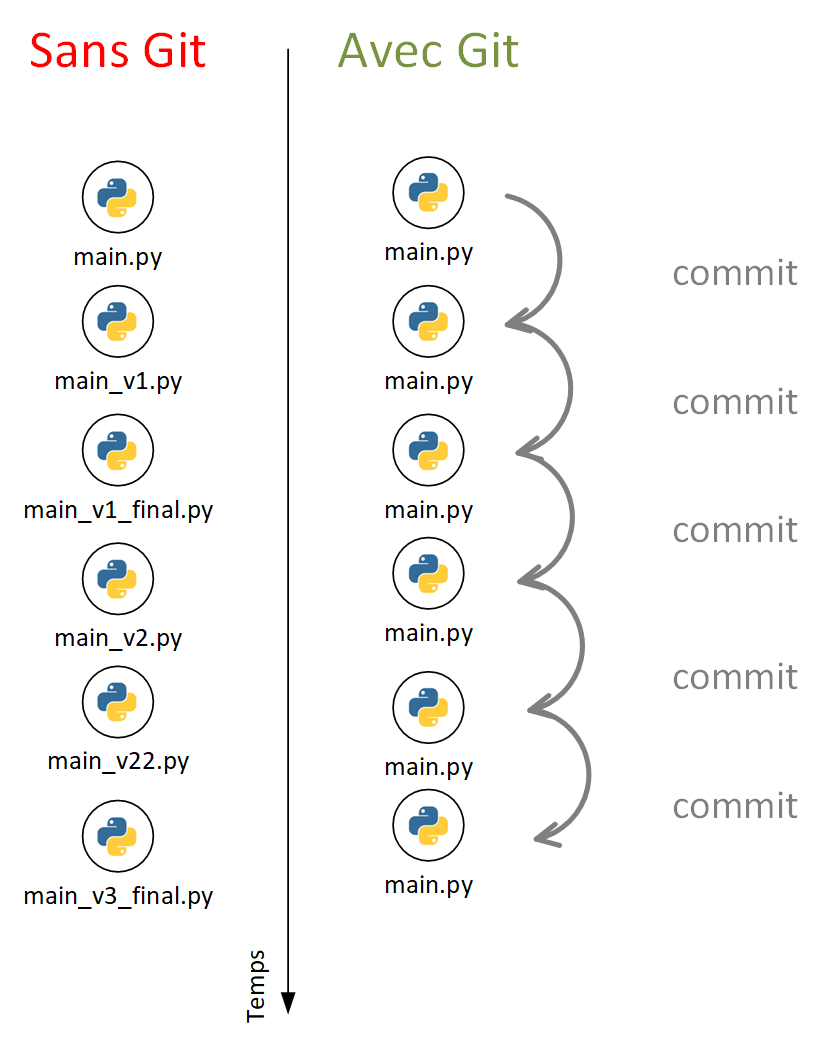 Sans Git
Avec Git
main.py
main_v1.py
main_v1_final.py
main_v2.py
main_v22.py
main_v3_final.py
Temps
main.py
main.py
main.py
main.py
main.py
main.py
commit
commit
commit
commit
commit